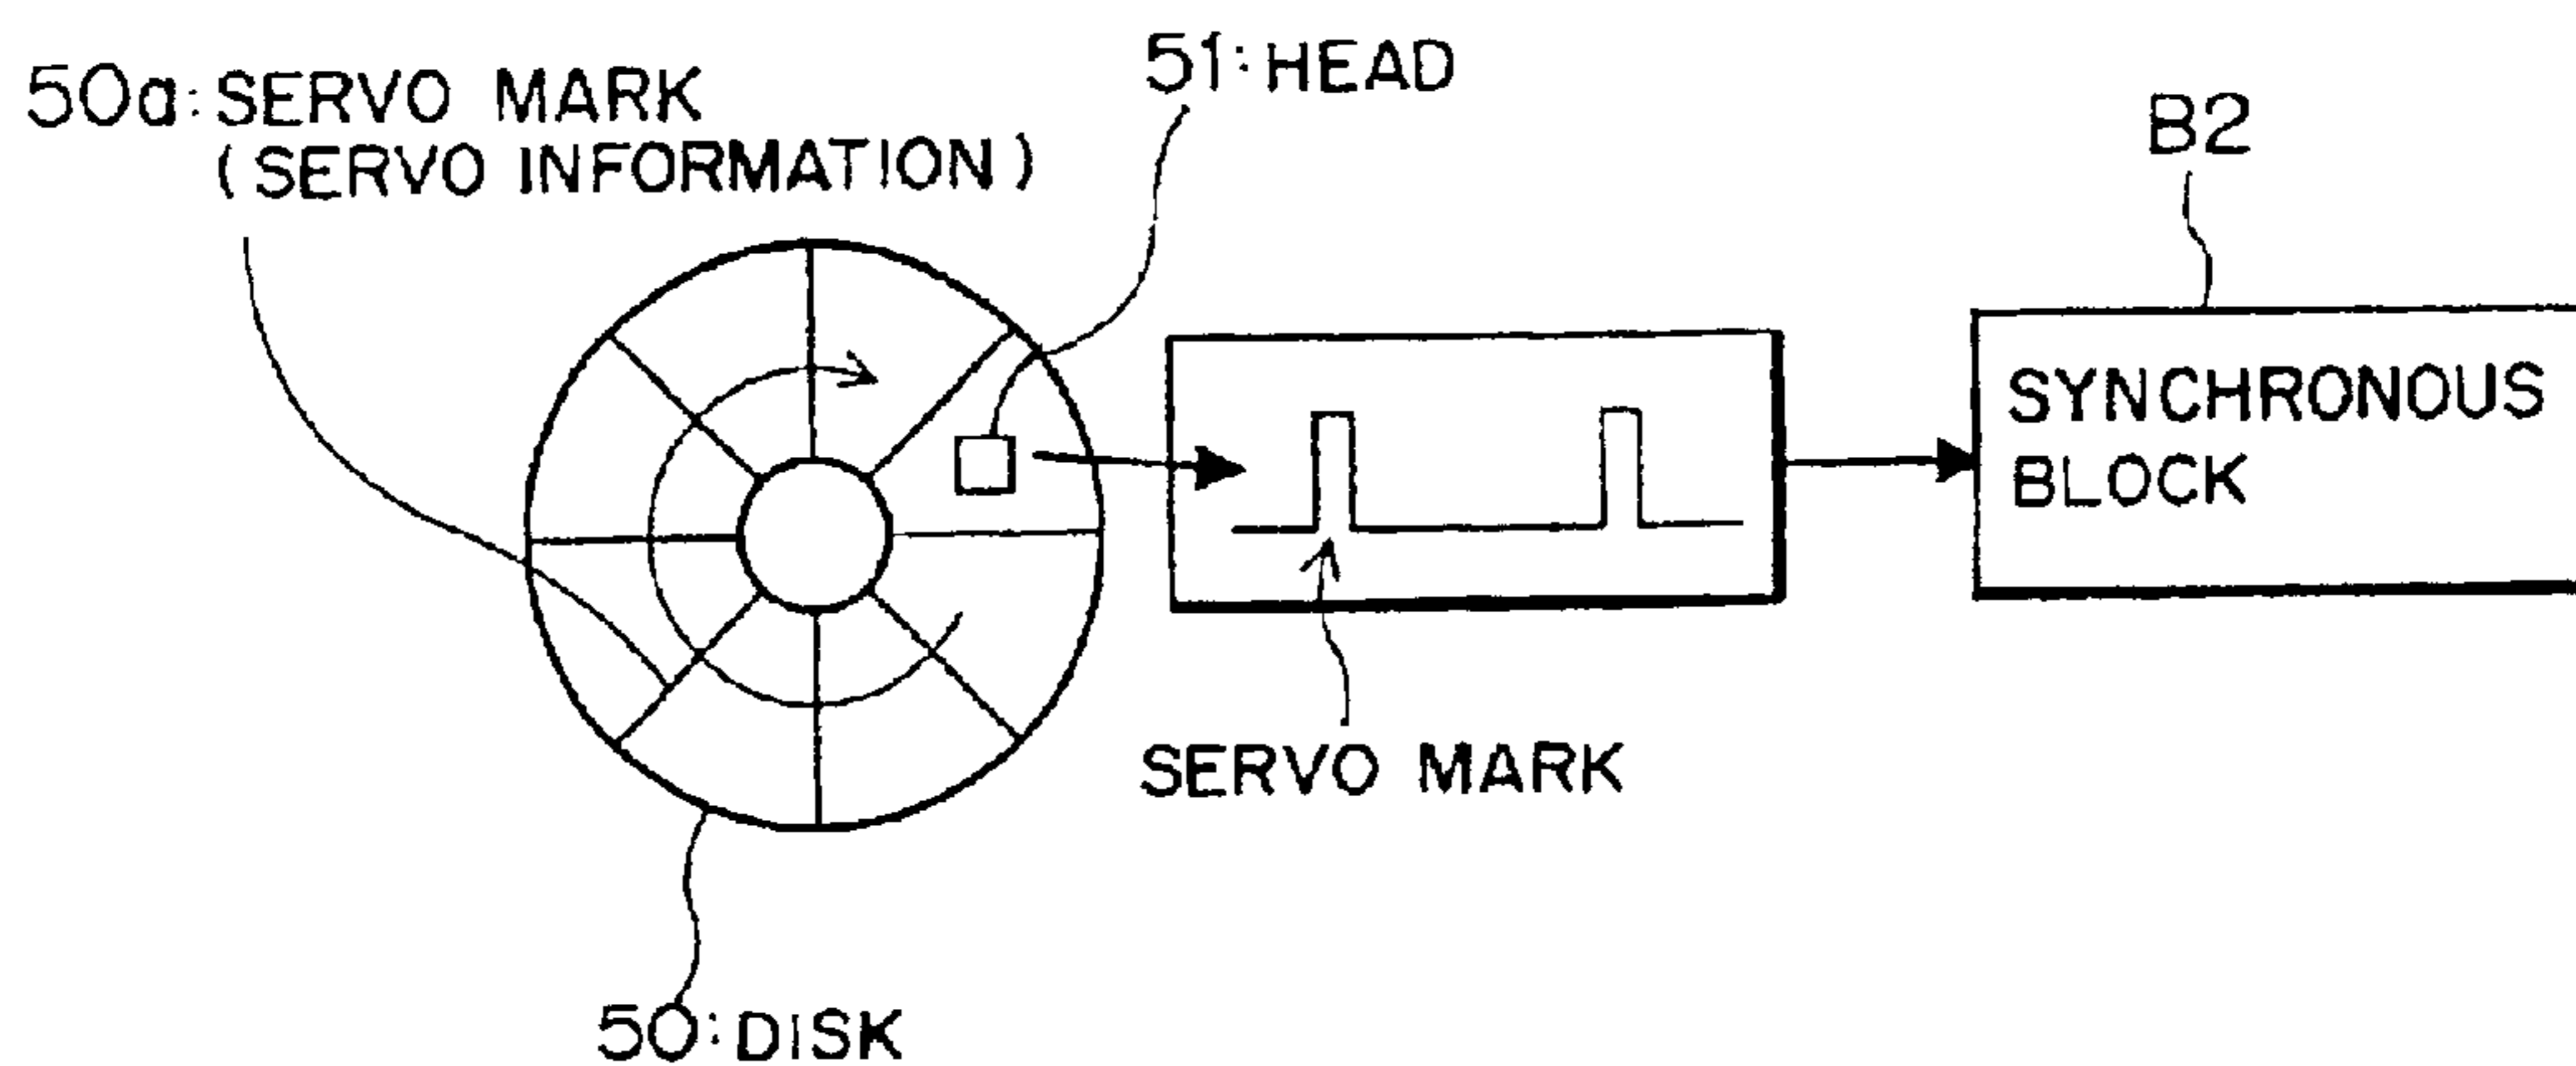 50a: SERVO MARK
(SERVO INFORMATION)
51: HEAD
B2
SYNCHRONOUS
BLOCK
SERVO MARK
50: DISK